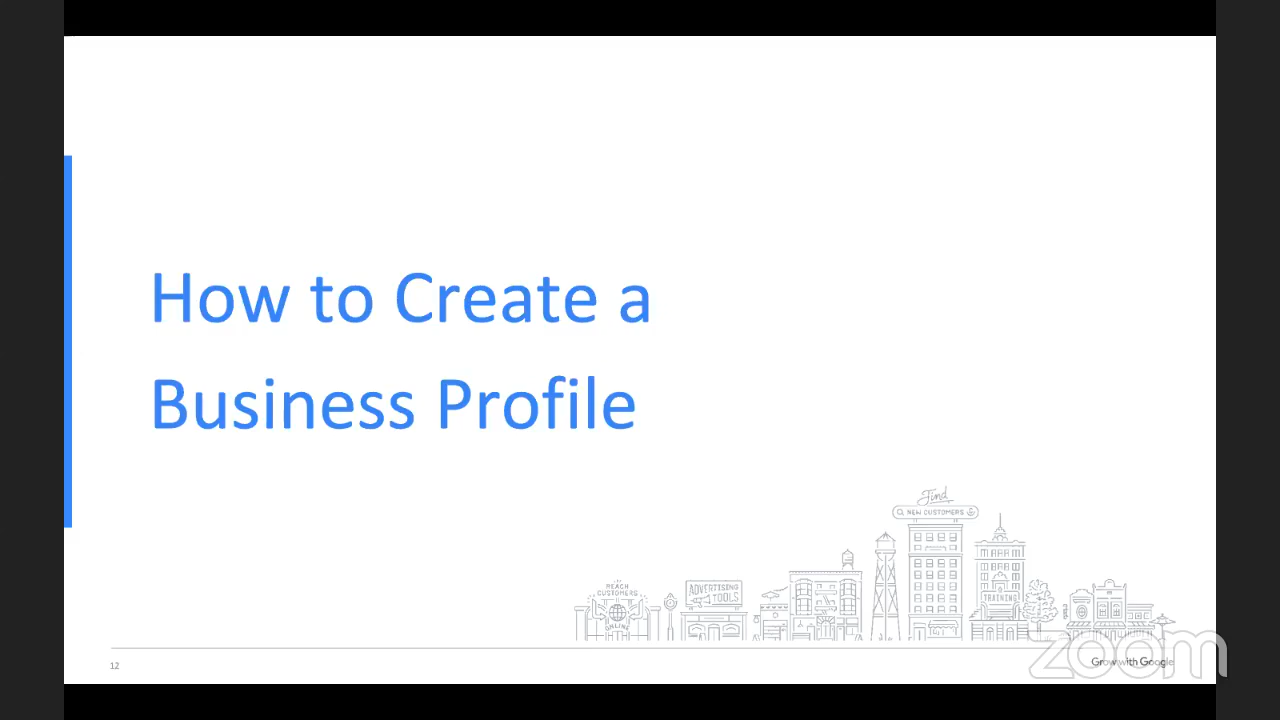 How to Create a
Business Profile
Find
NEW CUSTOMERS
REACH
CUSTOMERS
ONLINE
ADVERTISING
TOOLS
TRAINING
12
Grow with Google
zoom